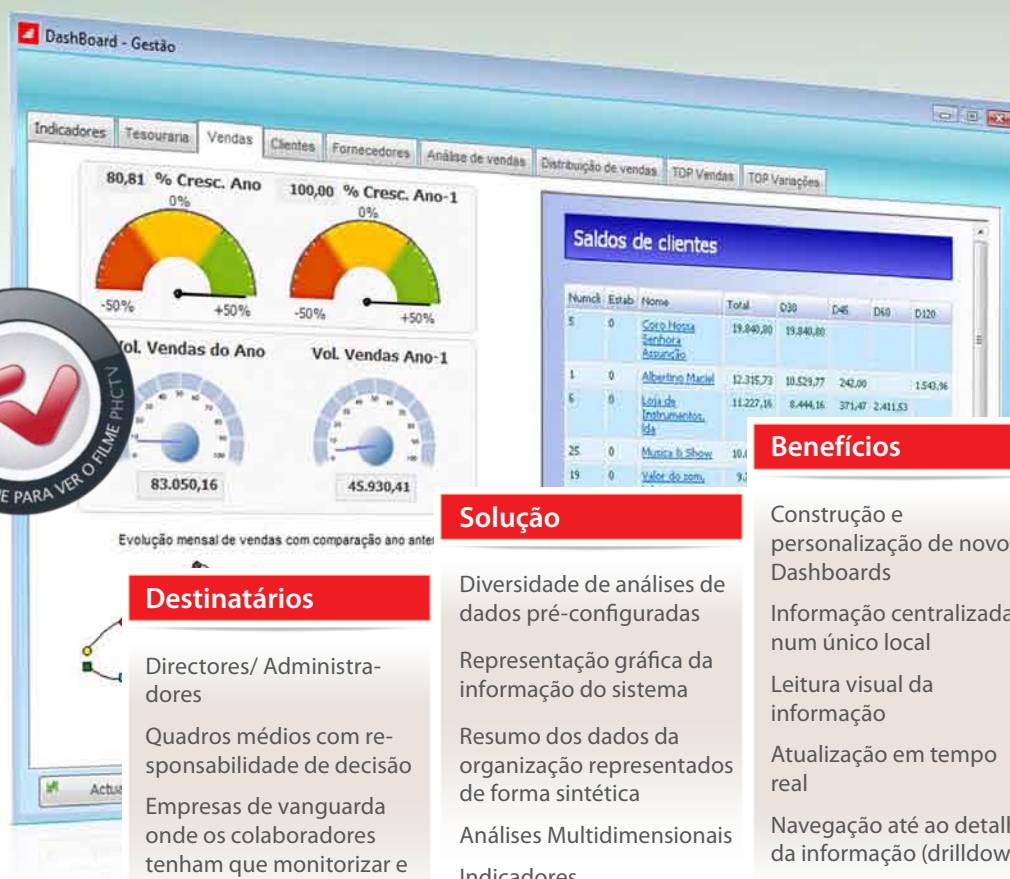 DashBoard - Gestão
Indicadores Tesouraria Vendas Clientes Fornecedores Análise de vendas Distribuição de vendas TOP Vendas TOP Variações
80,81 % Cresc. Ano
0%
-50% +50%
100,00 % Cresc. Ano-1
0%
-50% +50%
Vol. Vendas do Ano
83.050,16
Vol. Vendas Ano-1
45.930,41
Evolução mensal de vendas com comparação ano
PARA VER O FILME PHCTV
Saldos de clientes
Numcli Estab Nome Total D30 D45 D60 D120
5 0 Coro Nossa Senhora Assunção 19.840,80 19.840,80
1 0 Albertino Maciel 12.315,73 10.529,77 242,00 1.543,96
6 0 Loja de Instrumentos, lda 11.227,16 8.444,16 371,47 2.411,53
25 0 Musica & Show
19 0 Valor do som,
Destinatários
Directores/ Administra-
dores
Quadros médios com re-
sponsabilidade de decisão
Empresas de vanguarda
onde os colaboradores
tenham que monitorizar e
Solução
Diversidade de análises de
dados pré-configuradas
Representação gráfica da
informação do sistema
Resumo dos dados da
organização representados
de forma sintética
Análises Multidimensionais
Indicadores
Benefícios
Construção e
personalização de novo
Dashboards
Informação centralizada
num único local
Leitura visual da
informação
Atualização em tempo
real
Navegação até ao detalh
da informação (drilldow